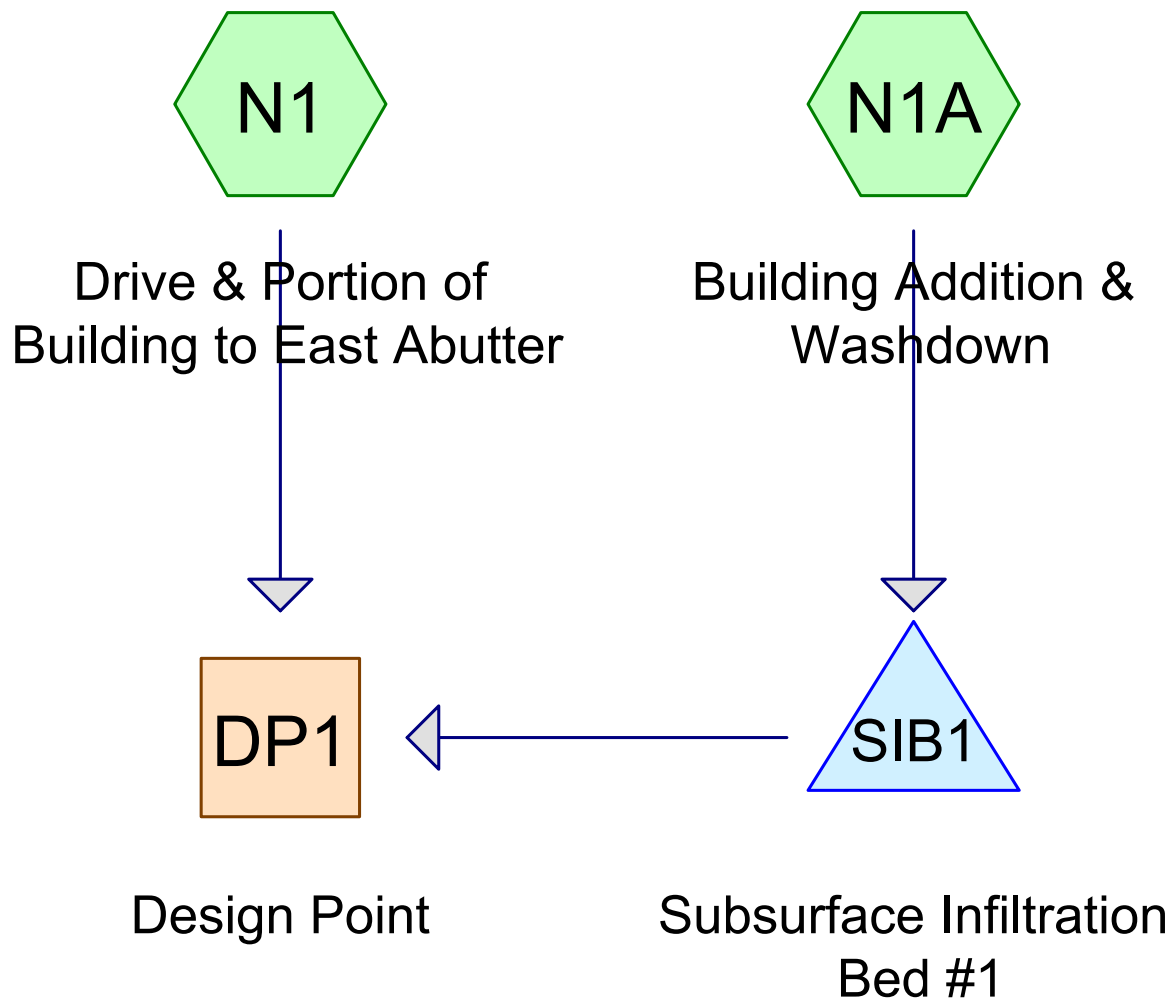 N1
Drive & Portion of
Building to East Abutter
N1A
Building Addition &
Washdown
DP1
Design Point
SIB1
Subsurface Infiltration
Bed #1